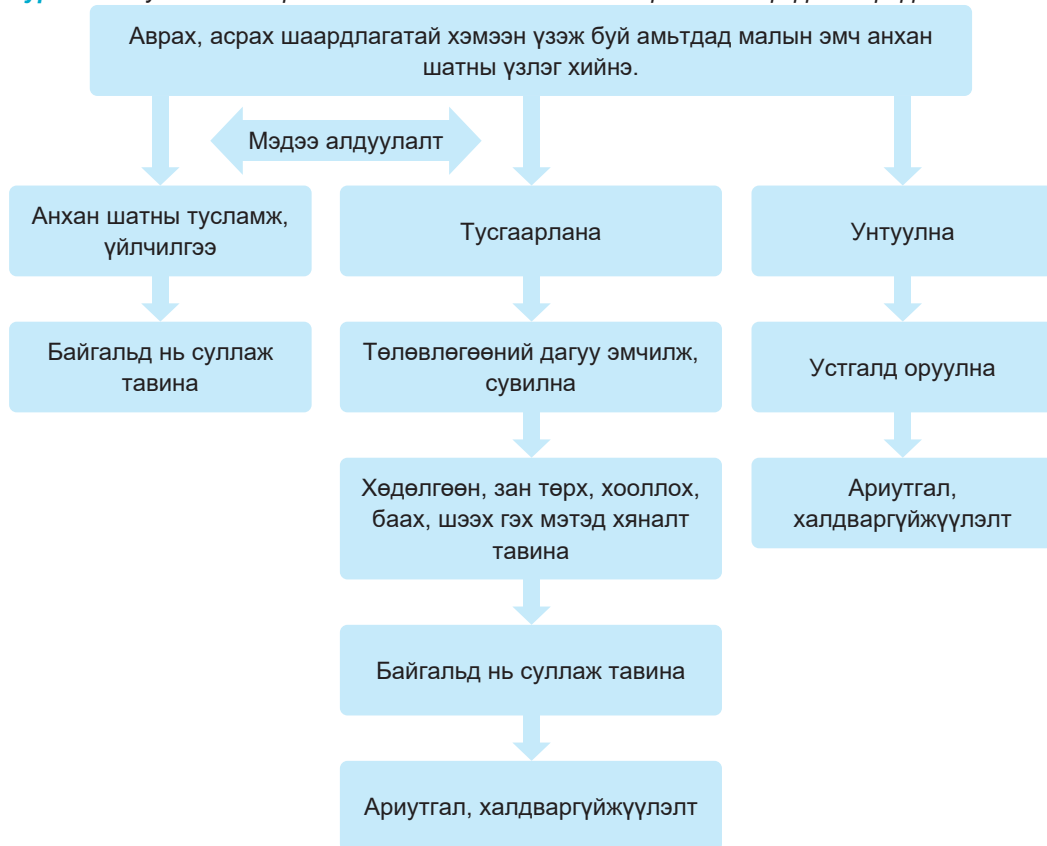 Аврах, асрах шаардлагатай хэмээн үзэж буй амьтдад малын эмч анхан
шатны үзлэг хийнэ.
Мэдээ алдуулалт
Анхан шатны тусламж,
үйлчилгээ
Тусгаарлана
Унтуулна
Байгальд нь суллаж
тавина
Төлөвлөгөөний дагуу эмчилж,
сувилна
Устгалд оруулна
Хөдөлгөөн, зан төрх, хооллох,
баах, шээх гэх мэтэд хяналт
тавина
Ариутгал,
халдваргүйжүүлэлт
Байгальд нь суллаж тавина
Ариутгал, халдваргүйжүүлэлт